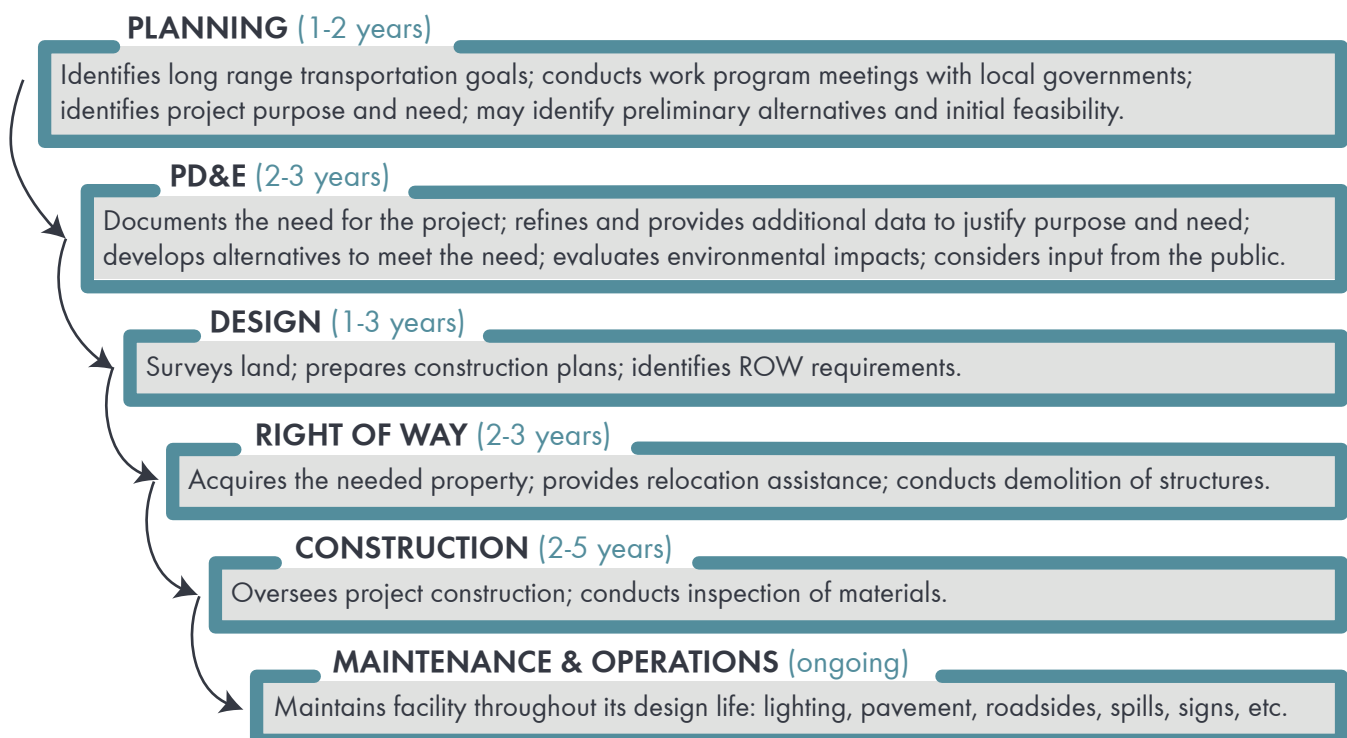 PLANNING (1-2 years)
Identifies long range transportation goals; conducts work program meetings with local governments;
identifies project purpose and need; may identify preliminary alternatives and initial feasibility.
PD&E (2-3 years)
Documents the need for the project; refines and provides additional data to justify purpose and need;
develops alternatives to meet the need; evaluates environmental impacts; considers input from the public.
DESIGN (1-3 years)
Surveys land; prepares construction plans; identifies ROW requirements.
RIGHT OF WAY (2-3 years)
Acquires the needed property; provides relocation assistance; conducts demolition of structures.
CONSTRUCTION (2-5 years)
Oversees project construction; conducts inspection of materials.
MAINTENANCE & OPERATIONS (ongoing)
Maintains facility throughout its design life: lighting, pavement, roadsides, spills, signs, etc.